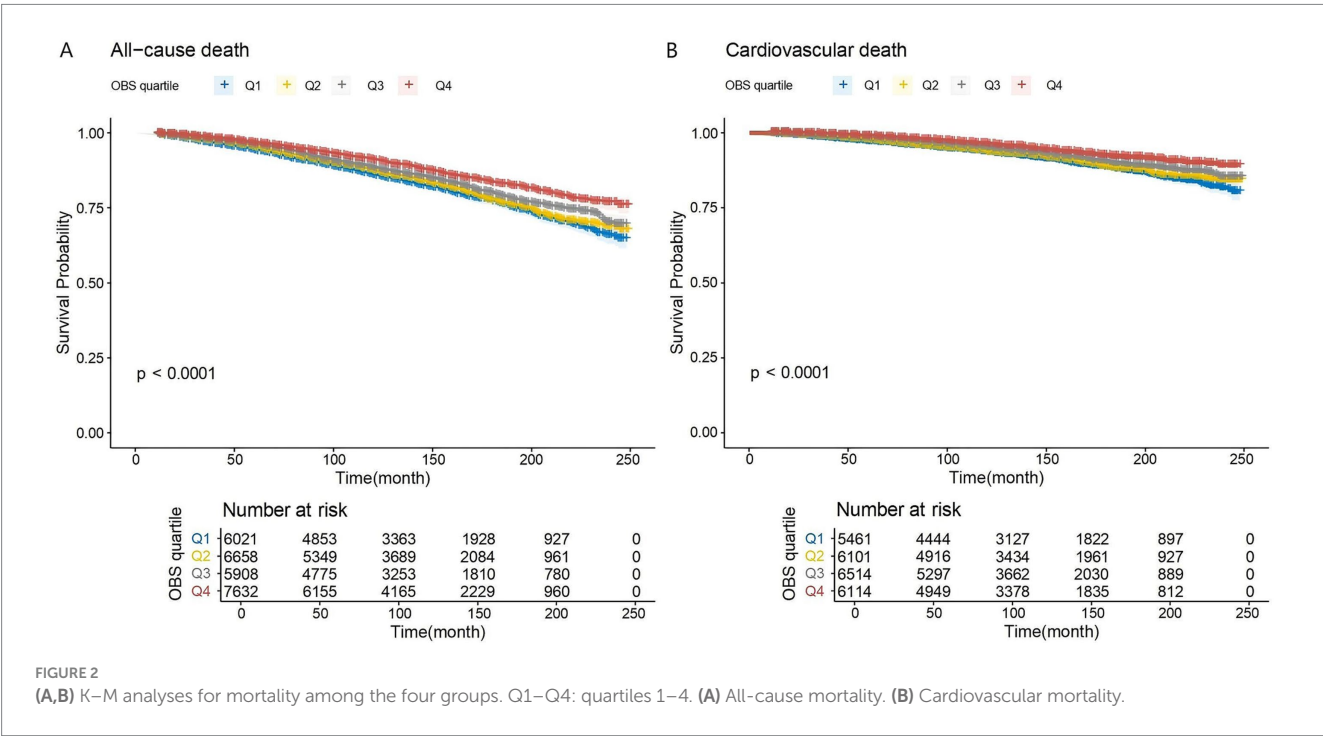 A All−cause death
OBS quartile Q1 Q2 Q3 Q4
Survival Probability
1.00
0.75
0.50
0.25
0.00
p < 0.0001
0 50 100 150 200 250
Time(month)
Number at risk
OBS quartile
Q1 6021 4853 3363 1928 927 0
Q2 6658 5349 3689 2084 961 0
Q3 5908 4775 3253 1810 780 0
Q4 7632 6155 4165 2229 960 0
0 50 100 150 200 250
Time(month)
B Cardiovascular death
OBS quartile Q1 Q2 Q3 Q4
Survival Probability
1.00
0.75
0.50
0.25
0.00
p < 0.0001
0 50 100 150 200 250
Time(month)
Number at risk
OBS quartile
Q1 5461 4444 3127 1822 897 0
Q2 6101 4916 3434 1961 927 0
Q3 6514 5297 3662 2030 889 0
Q4 6114 4949 3378 1835 812 0
0 50 100 150 200 250
Time(month)
FIGURE 2
(A,B) K–M analyses for mortality among the four groups. Q1–Q4: quartiles 1–4. (A) All-cause mortality. (B) Cardiovascular mortality.